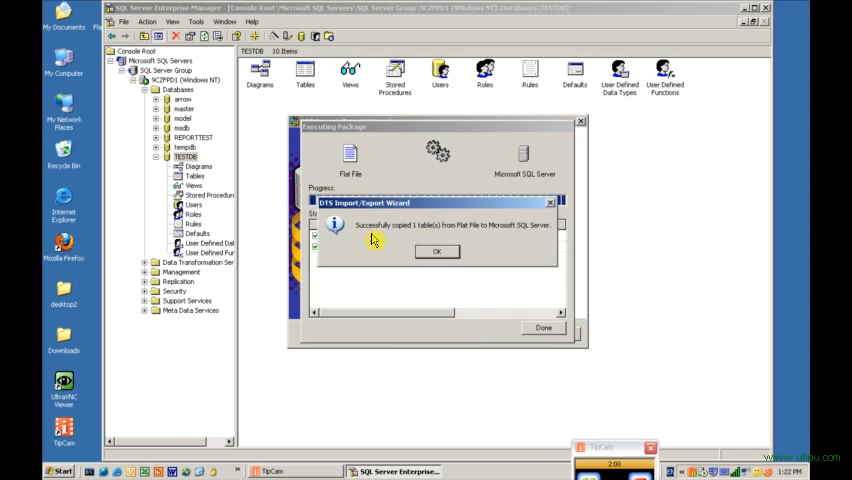 My Documents
My Computer
My Network
Places
Recycle Bin
Internet
Explorer
Mozilla Firefox
desktop2
Downloads
UltraVNC
Viewer
TipCam
SQL Server Enterprise Manager - [Console Root\Microsoft SQL Servers\SQL Server Group\9CZFPD1 (Windows NT)\Databases\TESTDB]
File Action View Tools Window Help
Console Root
Microsoft SQL Servers
SQL Server Group
9CZFPD1 (Windows NT)
Databases
arrow
master
model
msdb
REPORTTEST
tempdb
TESTDB
Diagrams
Tables
Views
Stored Procedure
Users
Roles
Rules
Defaults
User Defined Dat
User Defined Fun
Data Transformation Ser
Management
Replication
Security
Support Services
Meta Data Services
TESTDB 10 Items
Diagrams
Tables
Views
Stored
Procedures
Users
Roles
Rules
Defaults
User Defined
Data Types
User Defined
Functions
Executing Package
Flat File
Microsoft SQL Server
Progress:
Sta
DTS Import/Export Wizard
Successfully copied 1 table(s) from Flat File to Microsoft SQL Server.
OK
Done
TipCam
2:00
www.utipu.com
Start
TipCam
SQL Server Enterprise...
1:22 PM